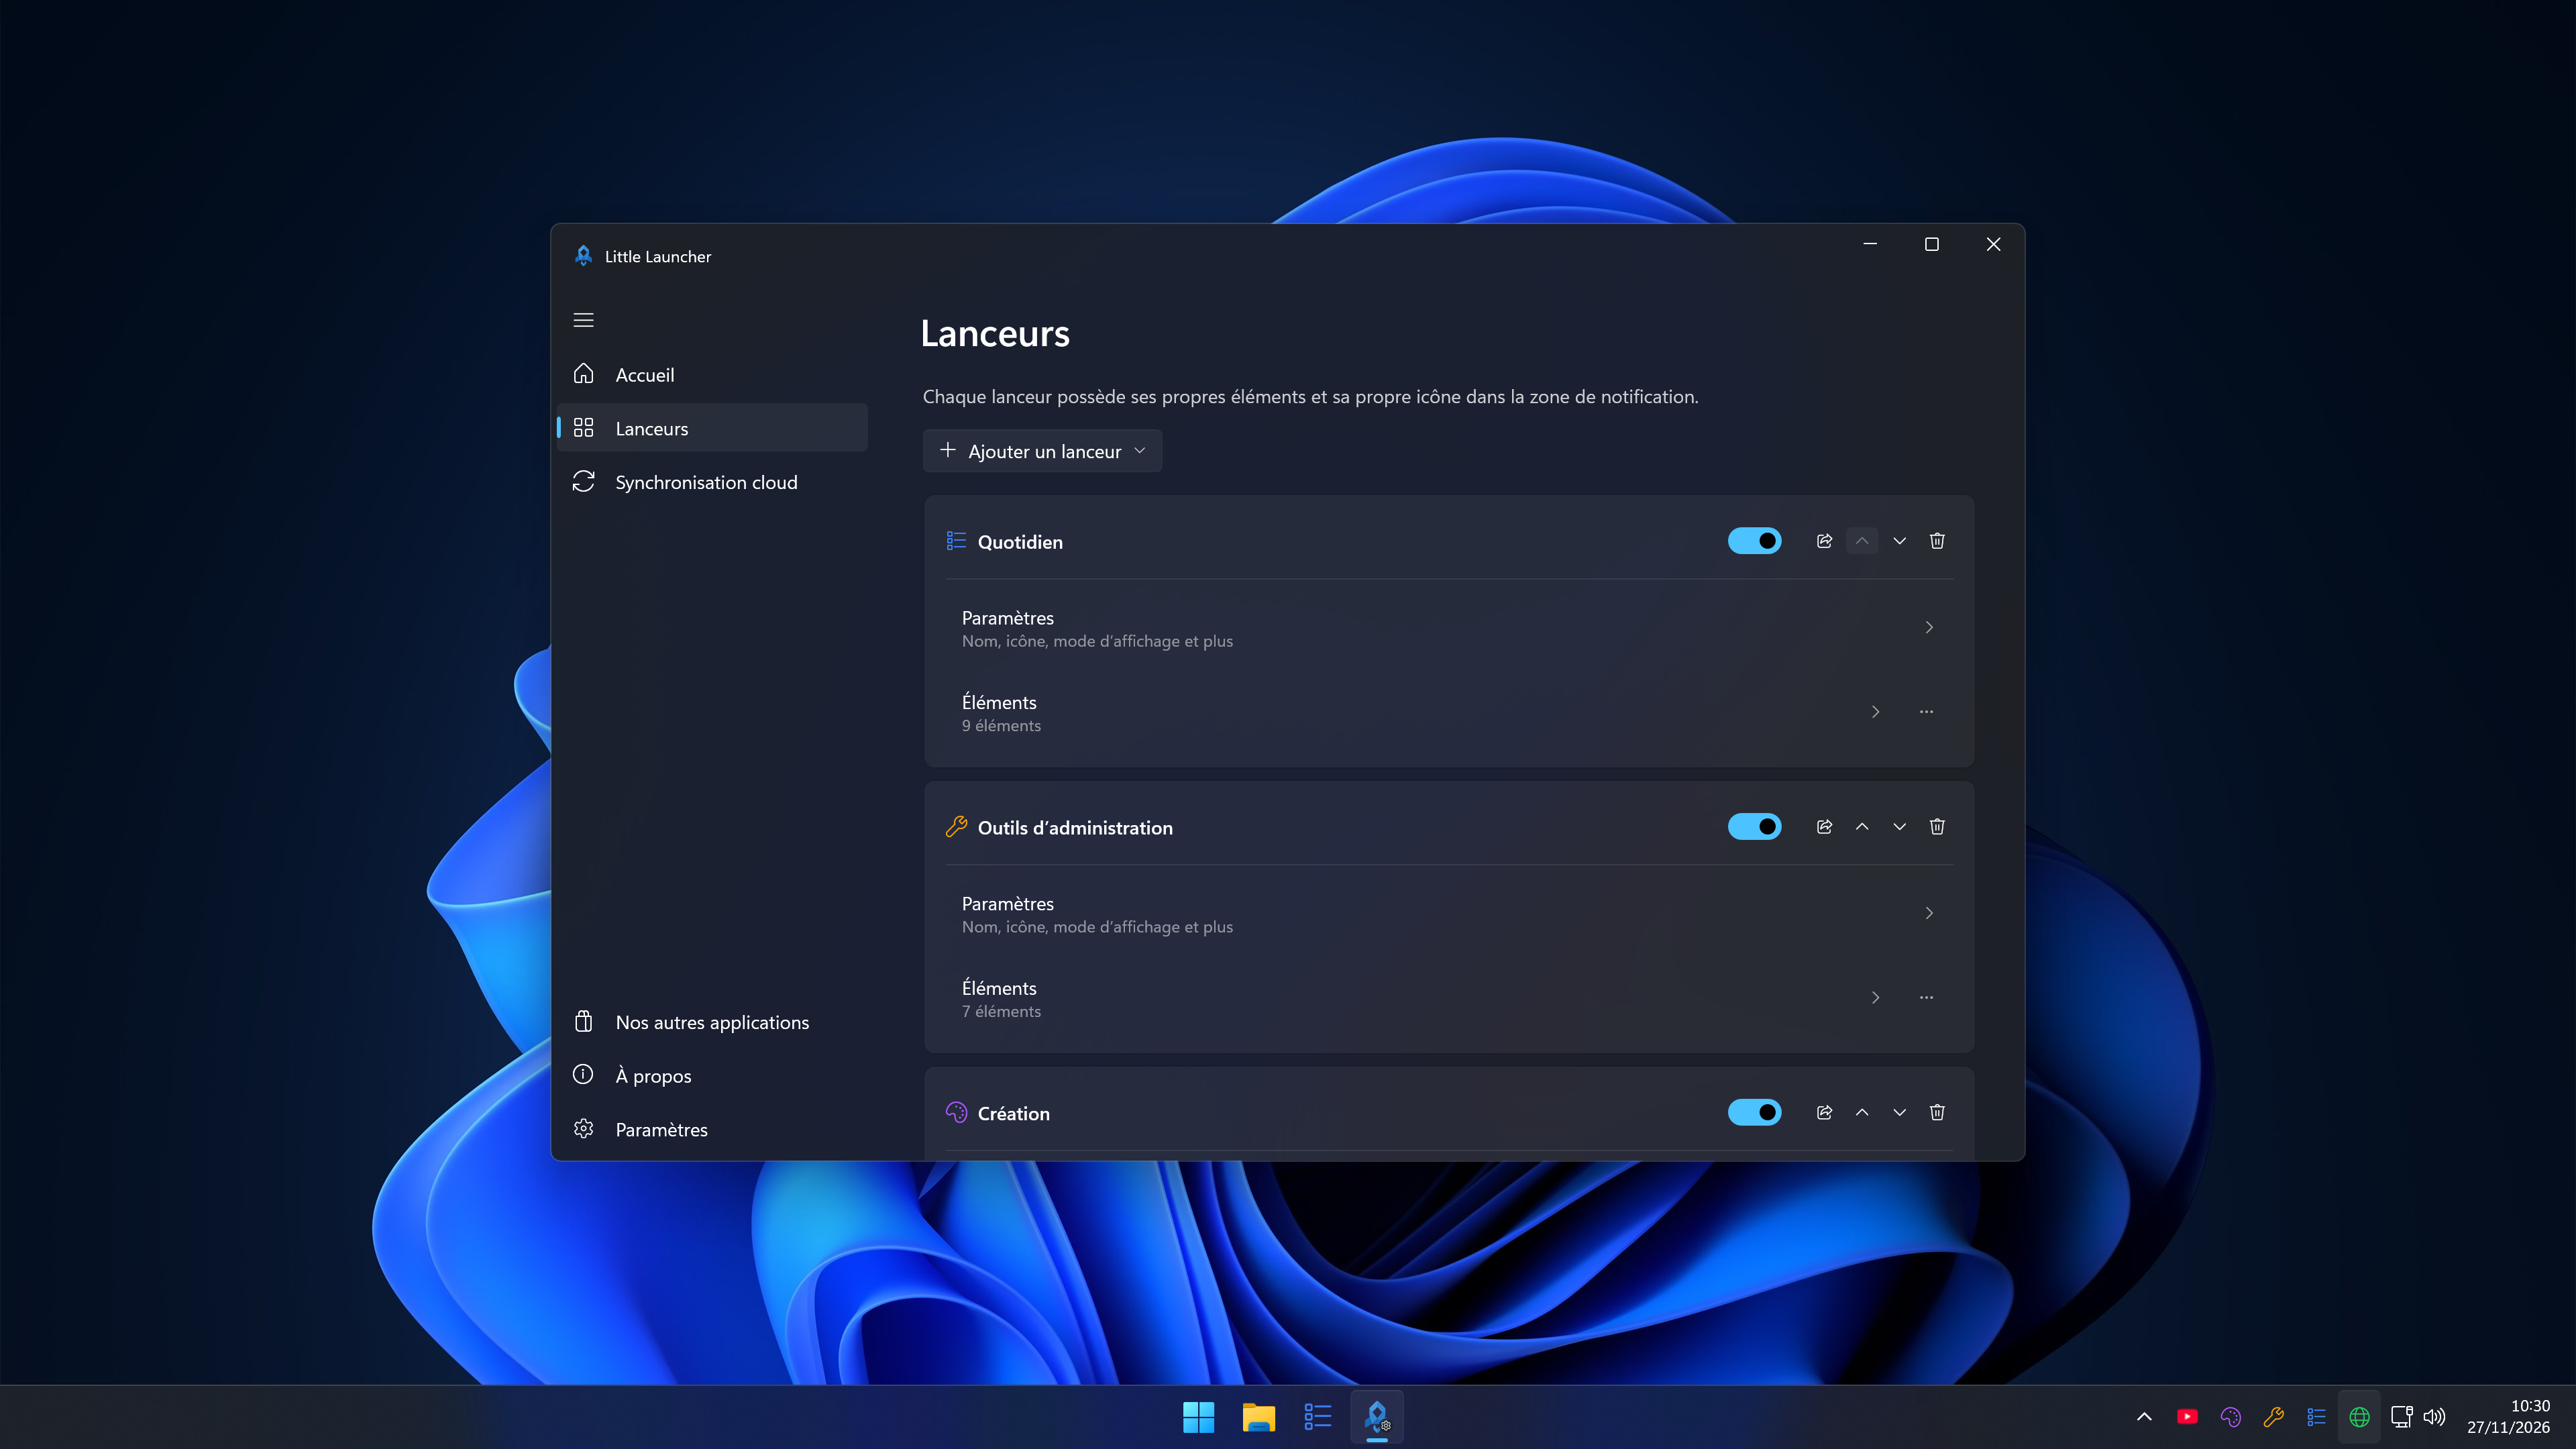 Little Launcher
Accueil
Lanceurs
Synchronisation cloud
Nos autres applications
À propos
Paramètres
Lanceurs
Chaque lanceur possède ses propres éléments et sa propre icône dans la zone de notification.
Ajouter un lanceur
Quotidien
Paramètres
Nom, icône, mode d’affichage et plus
Éléments
9 éléments
Outils d’administration
Paramètres
Nom, icône, mode d’affichage et plus
Éléments
7 éléments
Création
10:30
27/11/2026